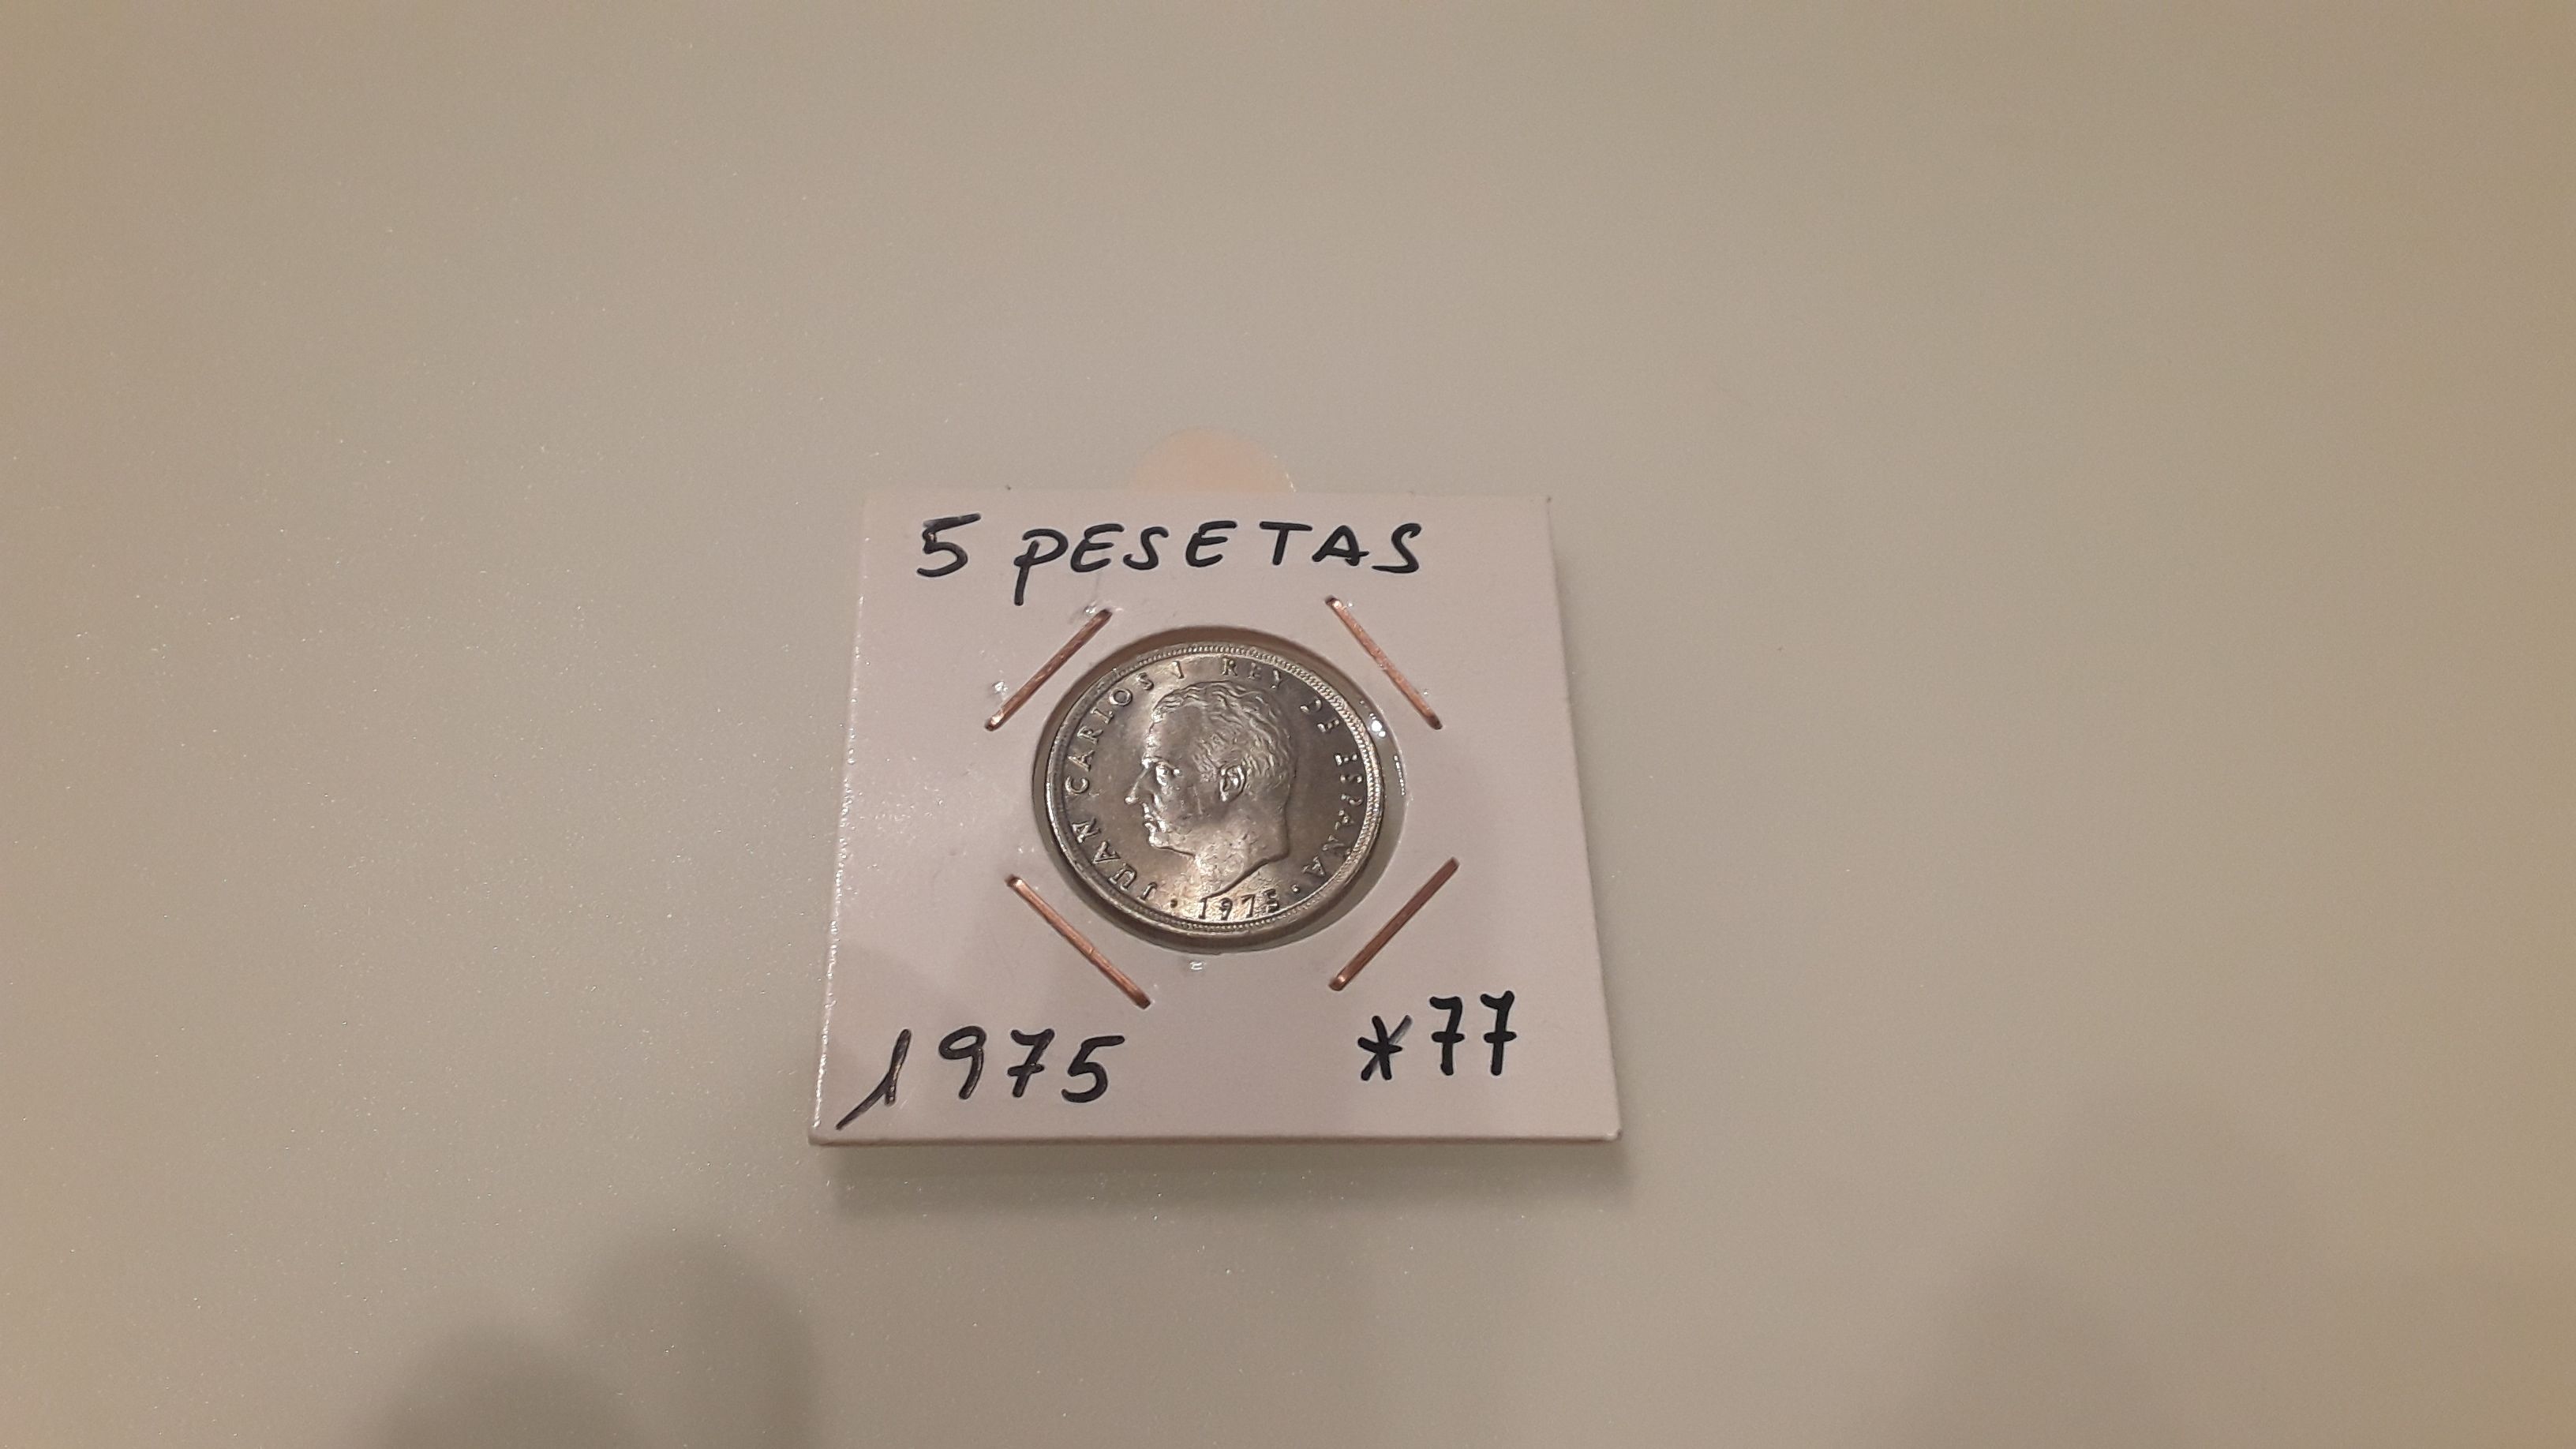 5 PESETAS
JUAN CARLOS I REY DE ESPAÑA · 1975 ·
1975 *77